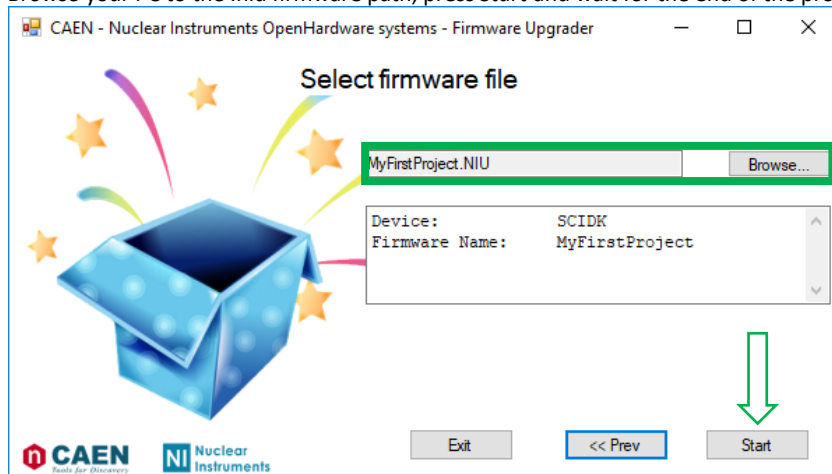 CAEN - Nuclear Instruments OpenHardware systems - Firmware Upgrader
Select firmware file
MyFirstProject.NIU
Browse...
Device: SCIDK
Firmware Name: MyFirstProject
Exit
<< Prev
Start
CAEN
Tools for Discovery
NI Nuclear
Instruments